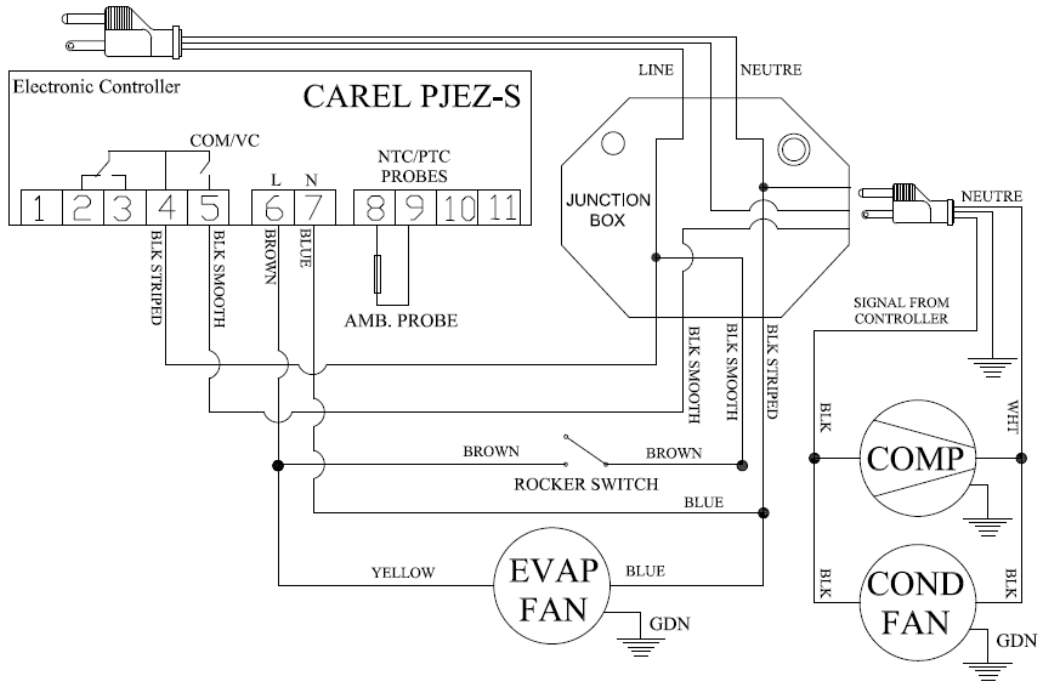 LINE
NEUTRE
Electronic Controller
CAREL PJEZ-S
COM/VC
NTC/PTC
PROBES
L
N
1
2
3
4
5
6
7
8
9
10
11
JUNCTION
BOX
NEUTRE
BLK STRIPED
BLK SMOOTH
BROWN
BLUE
AMB. PROBE
SIGNAL FROM
CONTROLLER
BLK SMOOTH
BLK SMOOTH
BLK STRIPED
BLK
WHT
COMP
BROWN
BROWN
ROCKER SWITCH
BLUE
YELLOW
EVAP
FAN
BLUE
GDN
BLK
COND
FAN
BLK
GDN